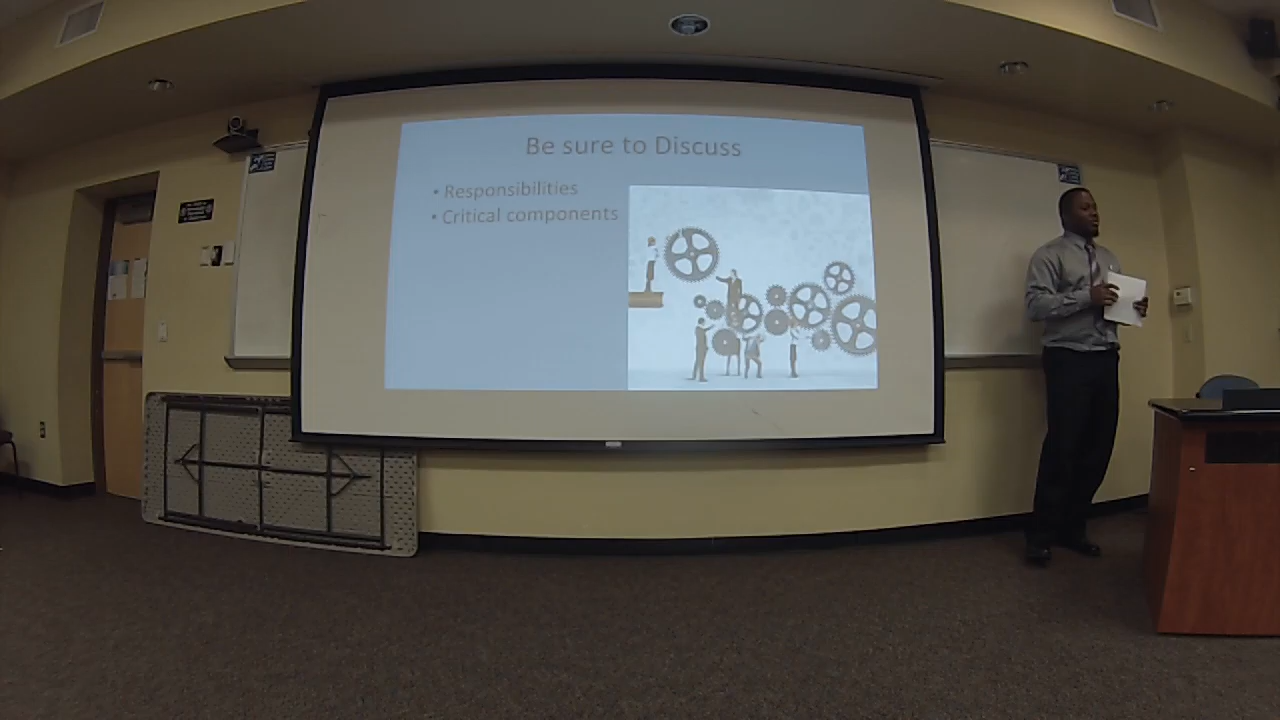 Be sure to Discuss
• Responsibilities
• Critical components